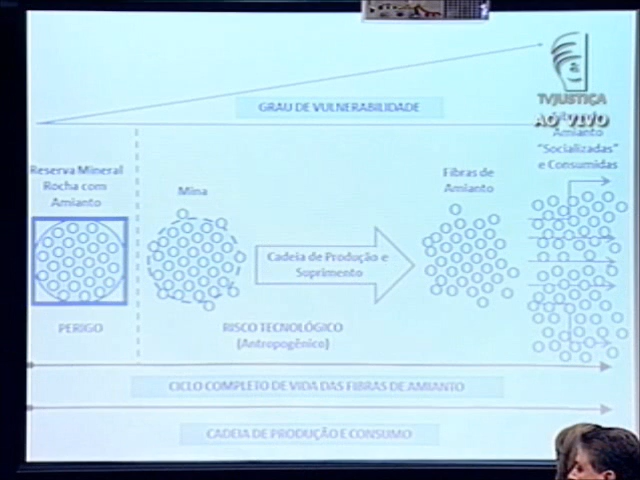 GRAU DE VULNERABILIDADE
TVJUSTIÇA
AO VIVO
Amianto
"Socializadas"
e Consumidas
Reserva Mineral
Rocha com
Amianto
Mina
Fibras de
Amianto
Cadeia de Produção e
Suprimento
PERIGO
RISCO TECNOLÓGICO
(Antropogênico)
CICLO COMPLETO DE VIDA DAS FIBRAS DE AMIANTO
CADEIA DE PRODUÇÃO E CONSUMO